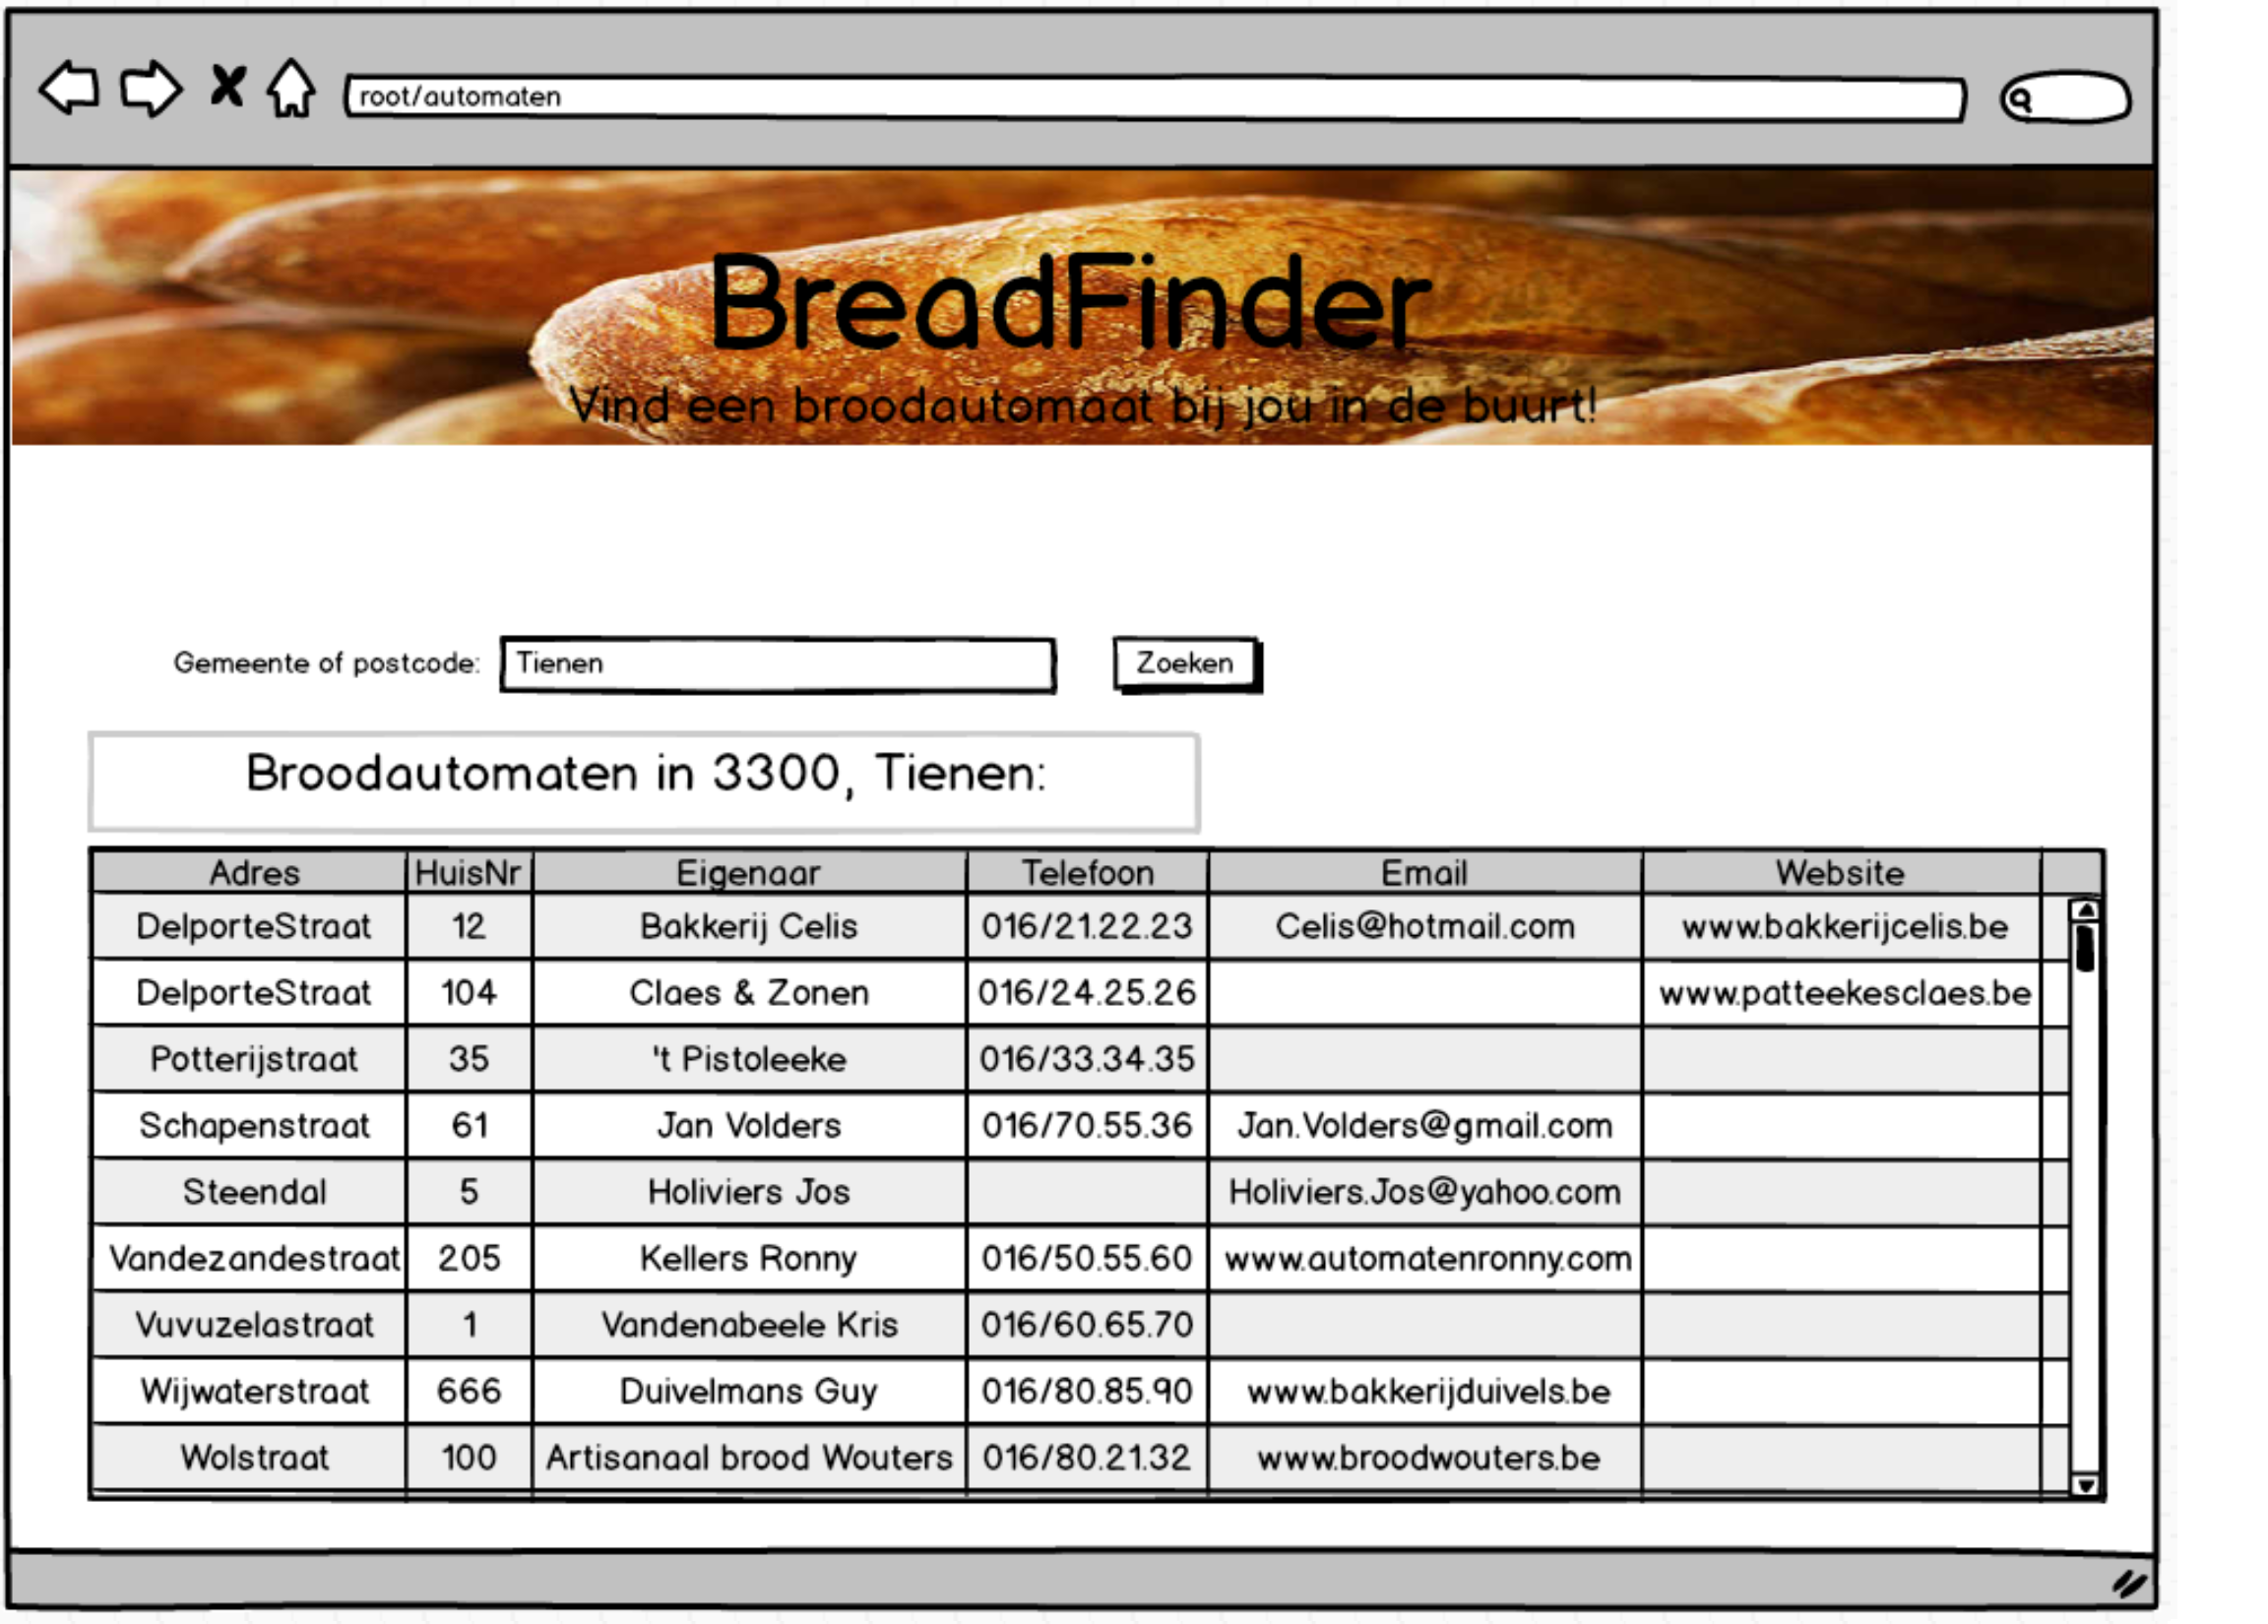 root/automaten
BreadFinder
Vind een broodautomaat bij jou in de buurt!
Gemeente of postcode: Tienen Zoeken
Broodautomaten in 3300, Tienen:
Adres HuisNr Eigenaar Telefoon Email Website
DelporteStraat 12 Bakkerij Celis 016/21.22.23 Celis@hotmail.com www.bakkerijcelis.be
DelporteStraat 104 Claes & Zonen 016/24.25.26 www.patteekesclaes.be
Potterijstraat 35 't Pistoleeke 016/33.34.35
Schapenstraat 61 Jan Volders 016/70.55.36 Jan.Volders@gmail.com
Steendal 5 Holiviers Jos Holiviers.Jos@yahoo.com
Vandezandestraat 205 Kellers Ronny 016/50.55.60 www.automatenronny.com
Vuvuzelastraat 1 Vandenabeele Kris 016/60.65.70
Wijwaterstraat 666 Duivelmans Guy 016/80.85.90 www.bakkerijduivels.be
Wolstraat 100 Artisanaal brood Wouters 016/80.21.32 www.broodwouters.be